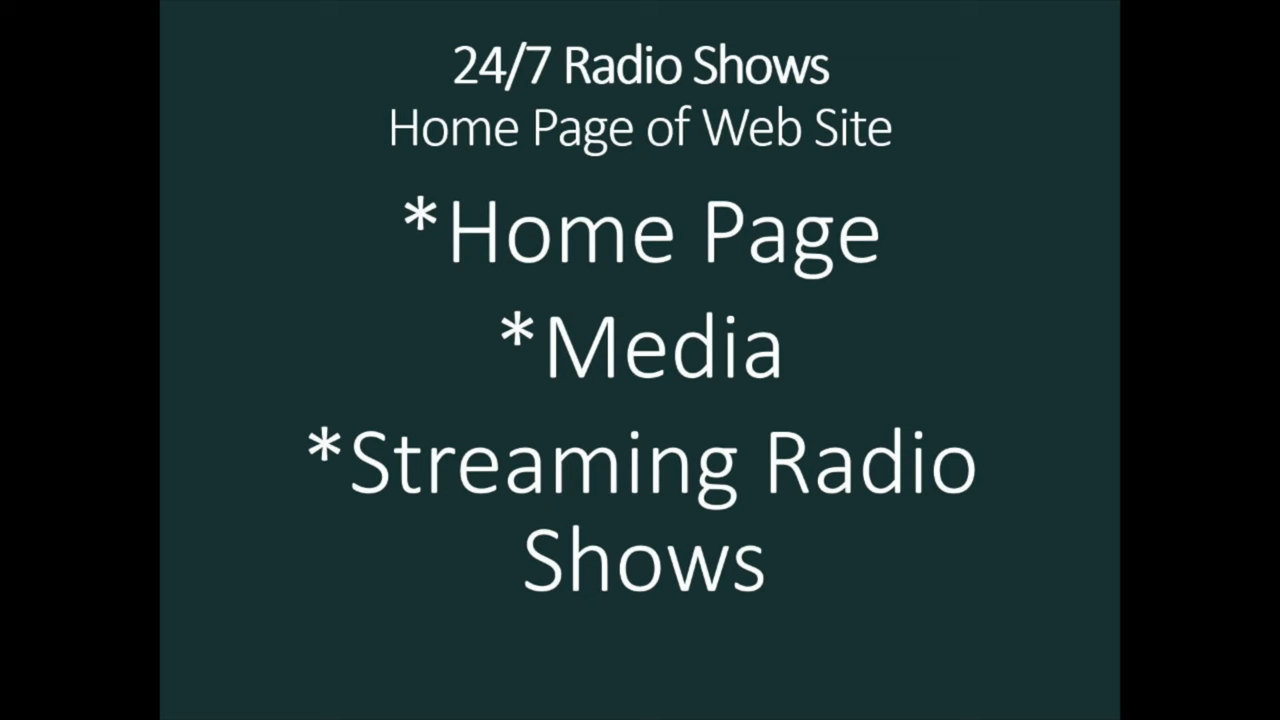 24/7 Radio Shows
Home Page of Web Site
*Home Page
*Media
*Streaming Radio
Shows